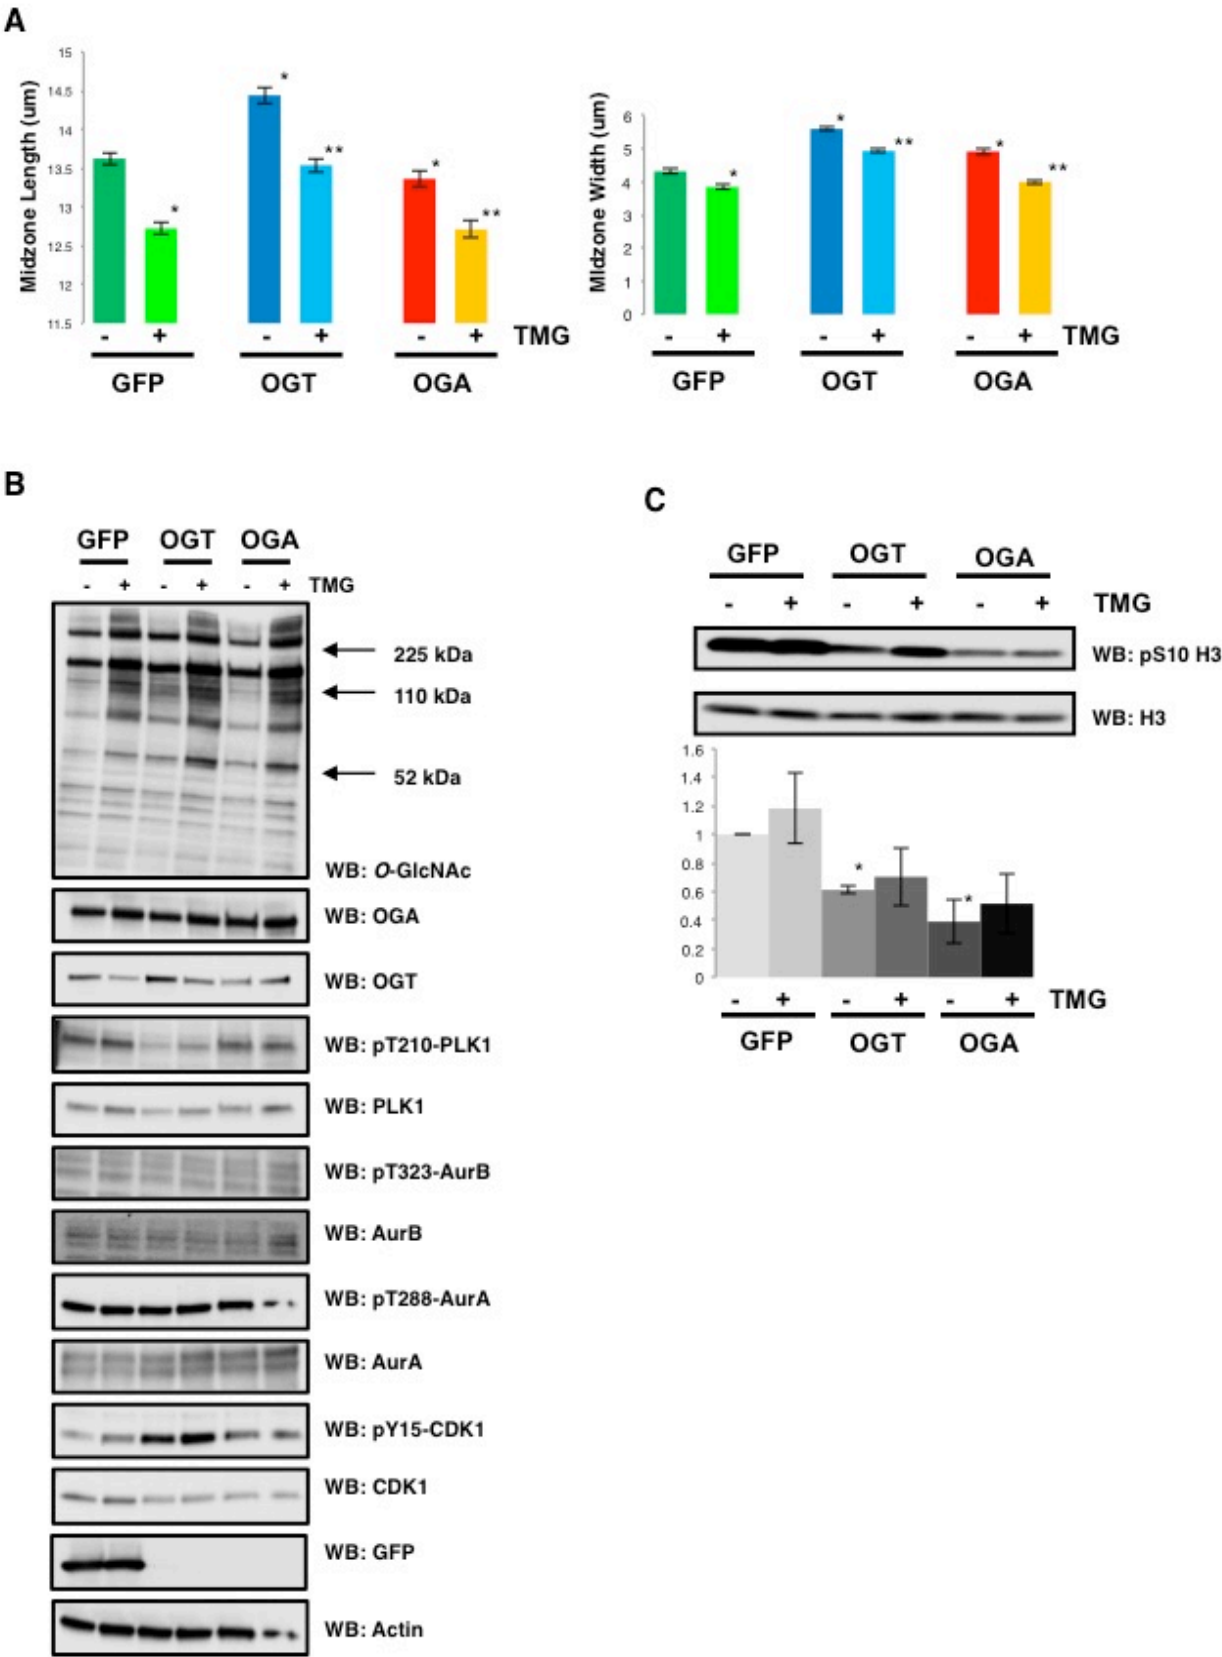 A
15
14.5
14
13.5
13
12.5
12
11.5
Midzone Length (um)
* * ** * **
- + - + - + TMG
GFP OGT OGA
6
5
4
3
2
1
0
MIdzone Width (um)
* * ** * **
- + - + - + TMG
GFP OGT OGA
B
GFP OGT OGA
- + - + - + TMG
225 kDa
110 kDa
52 kDa
WB: O-GlcNAc
WB: OGA
WB: OGT
WB: pT210-PLK1
WB: PLK1
WB: pT323-AurB
WB: AurB
WB: pT288-AurA
WB: AurA
WB: pY15-CDK1
WB: CDK1
WB: GFP
WB: Actin
C
GFP OGT OGA
- + - + - + TMG
WB: pS10 H3
WB: H3
1.6
1.4
1.2
1
0.8
0.6
0.4
0.2
0
* *
- + - + - + TMG
GFP OGT OGA